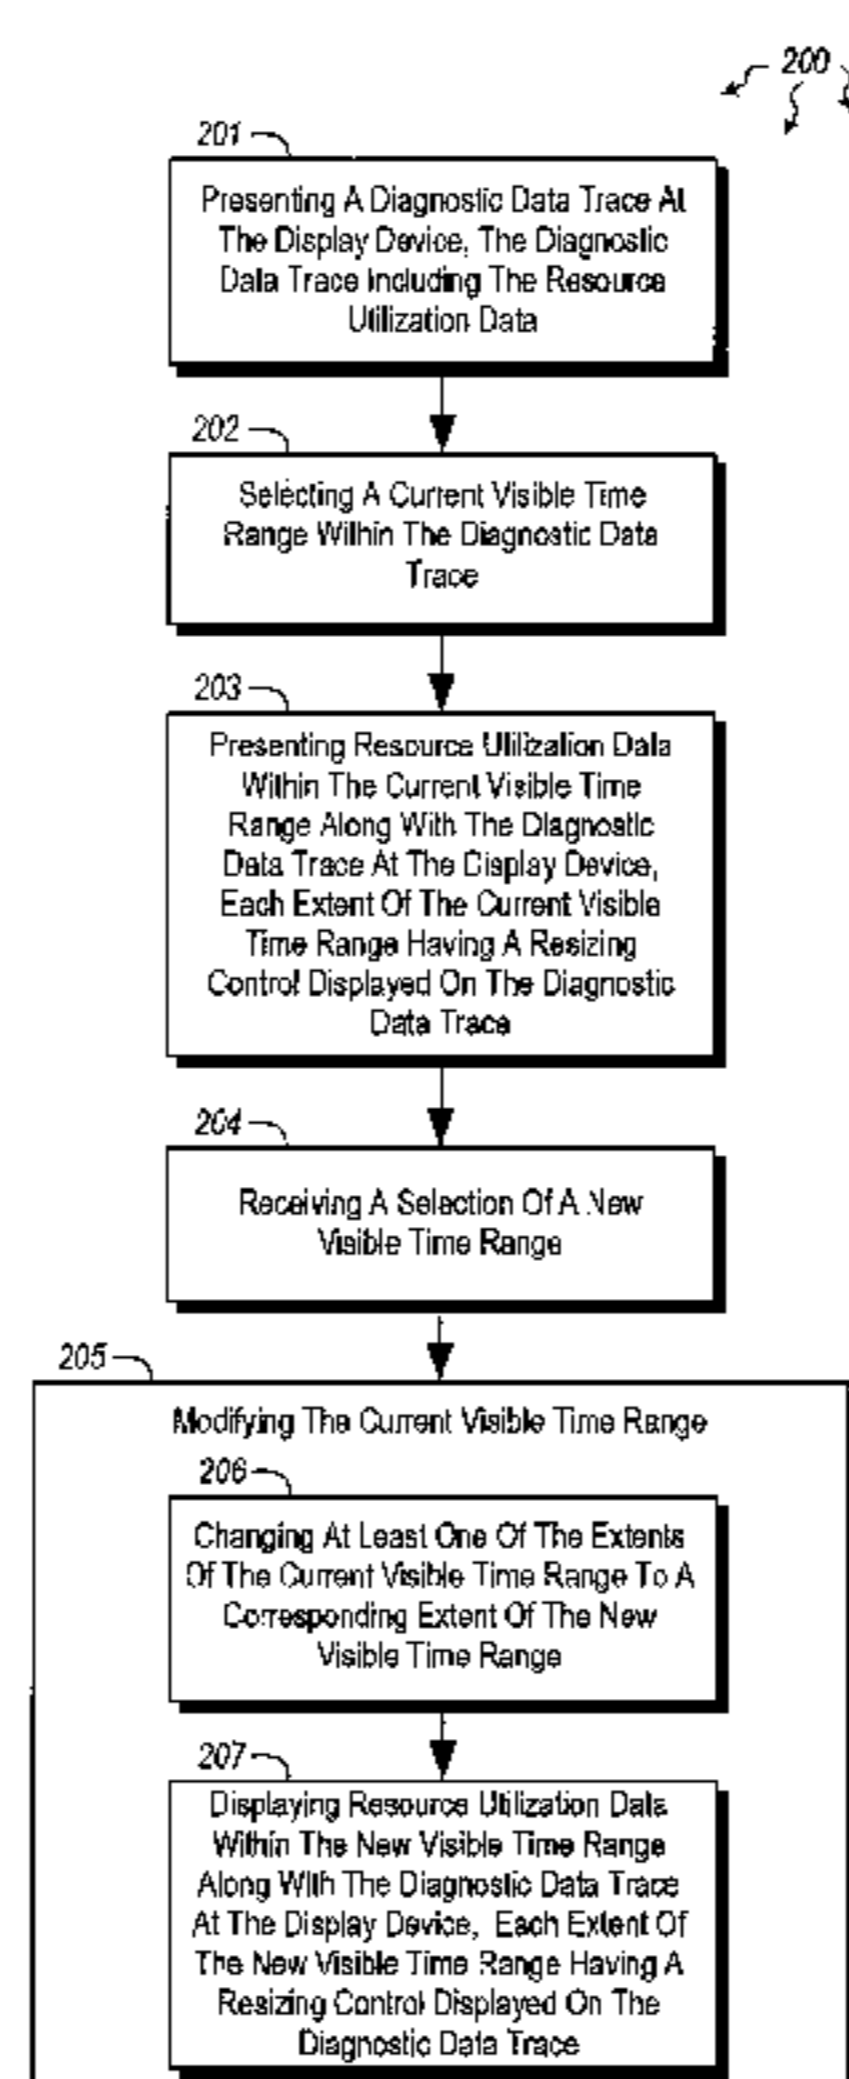 200
201
Presenting A Diagnostic Data Trace At
The Display Device, The Diagnostic
Data Trace Including The Resource
Utilization Data
202
Selecting A Current Visible Time
Range Within The Diagnostic Data
Trace
203
Presenting Resource Utilization Data
Within The Current Visible Time
Range Along With The Diagnostic
Data Trace At The Display Device,
Each Extent Of The Current Visible
Time Range Having A Resizing
Control Displayed On The Diagnostic
Data Trace
204
Receiving A Selection Of A New
Visible Time Range
205
Modifying The Current Visible Time Range
206
Changing At Least One Of The Extents
Of The Current Visible Time Range To A
Corresponding Extent Of The New
Visible Time Range
207
Displaying Resource Utilization Data
Within The New Visible Time Range
Along With The Diagnostic Data Trace
At The Display Device, Each Extent Of
The New Visible Time Range Having A
Resizing Control Displayed On The
Diagnostic Data Trace